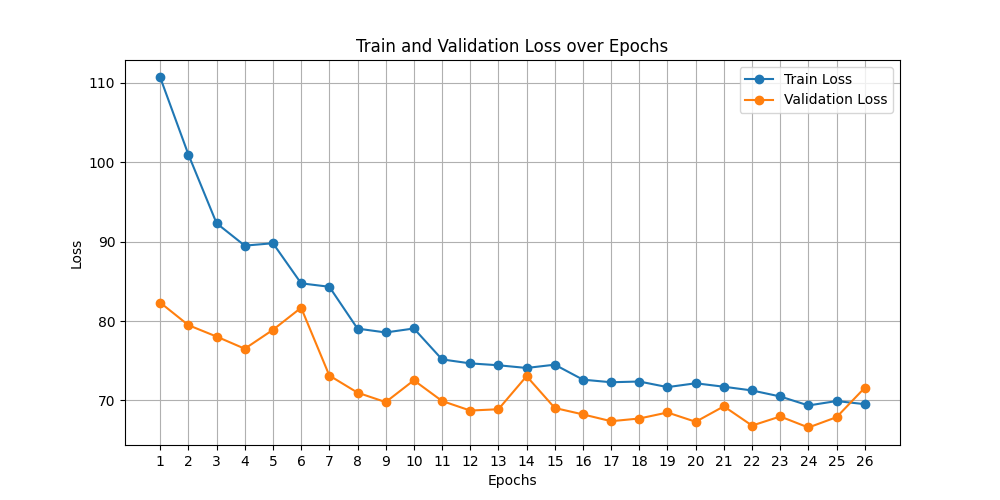 Train and Validation Loss over Epochs
Train Loss
Validation Loss
110
100
90
80
70
Loss
1 2 3 4 5 6 7 8 9 10 11 12 13 14 15 16 17 18 19 20 21 22 23 24 25 26
Epochs